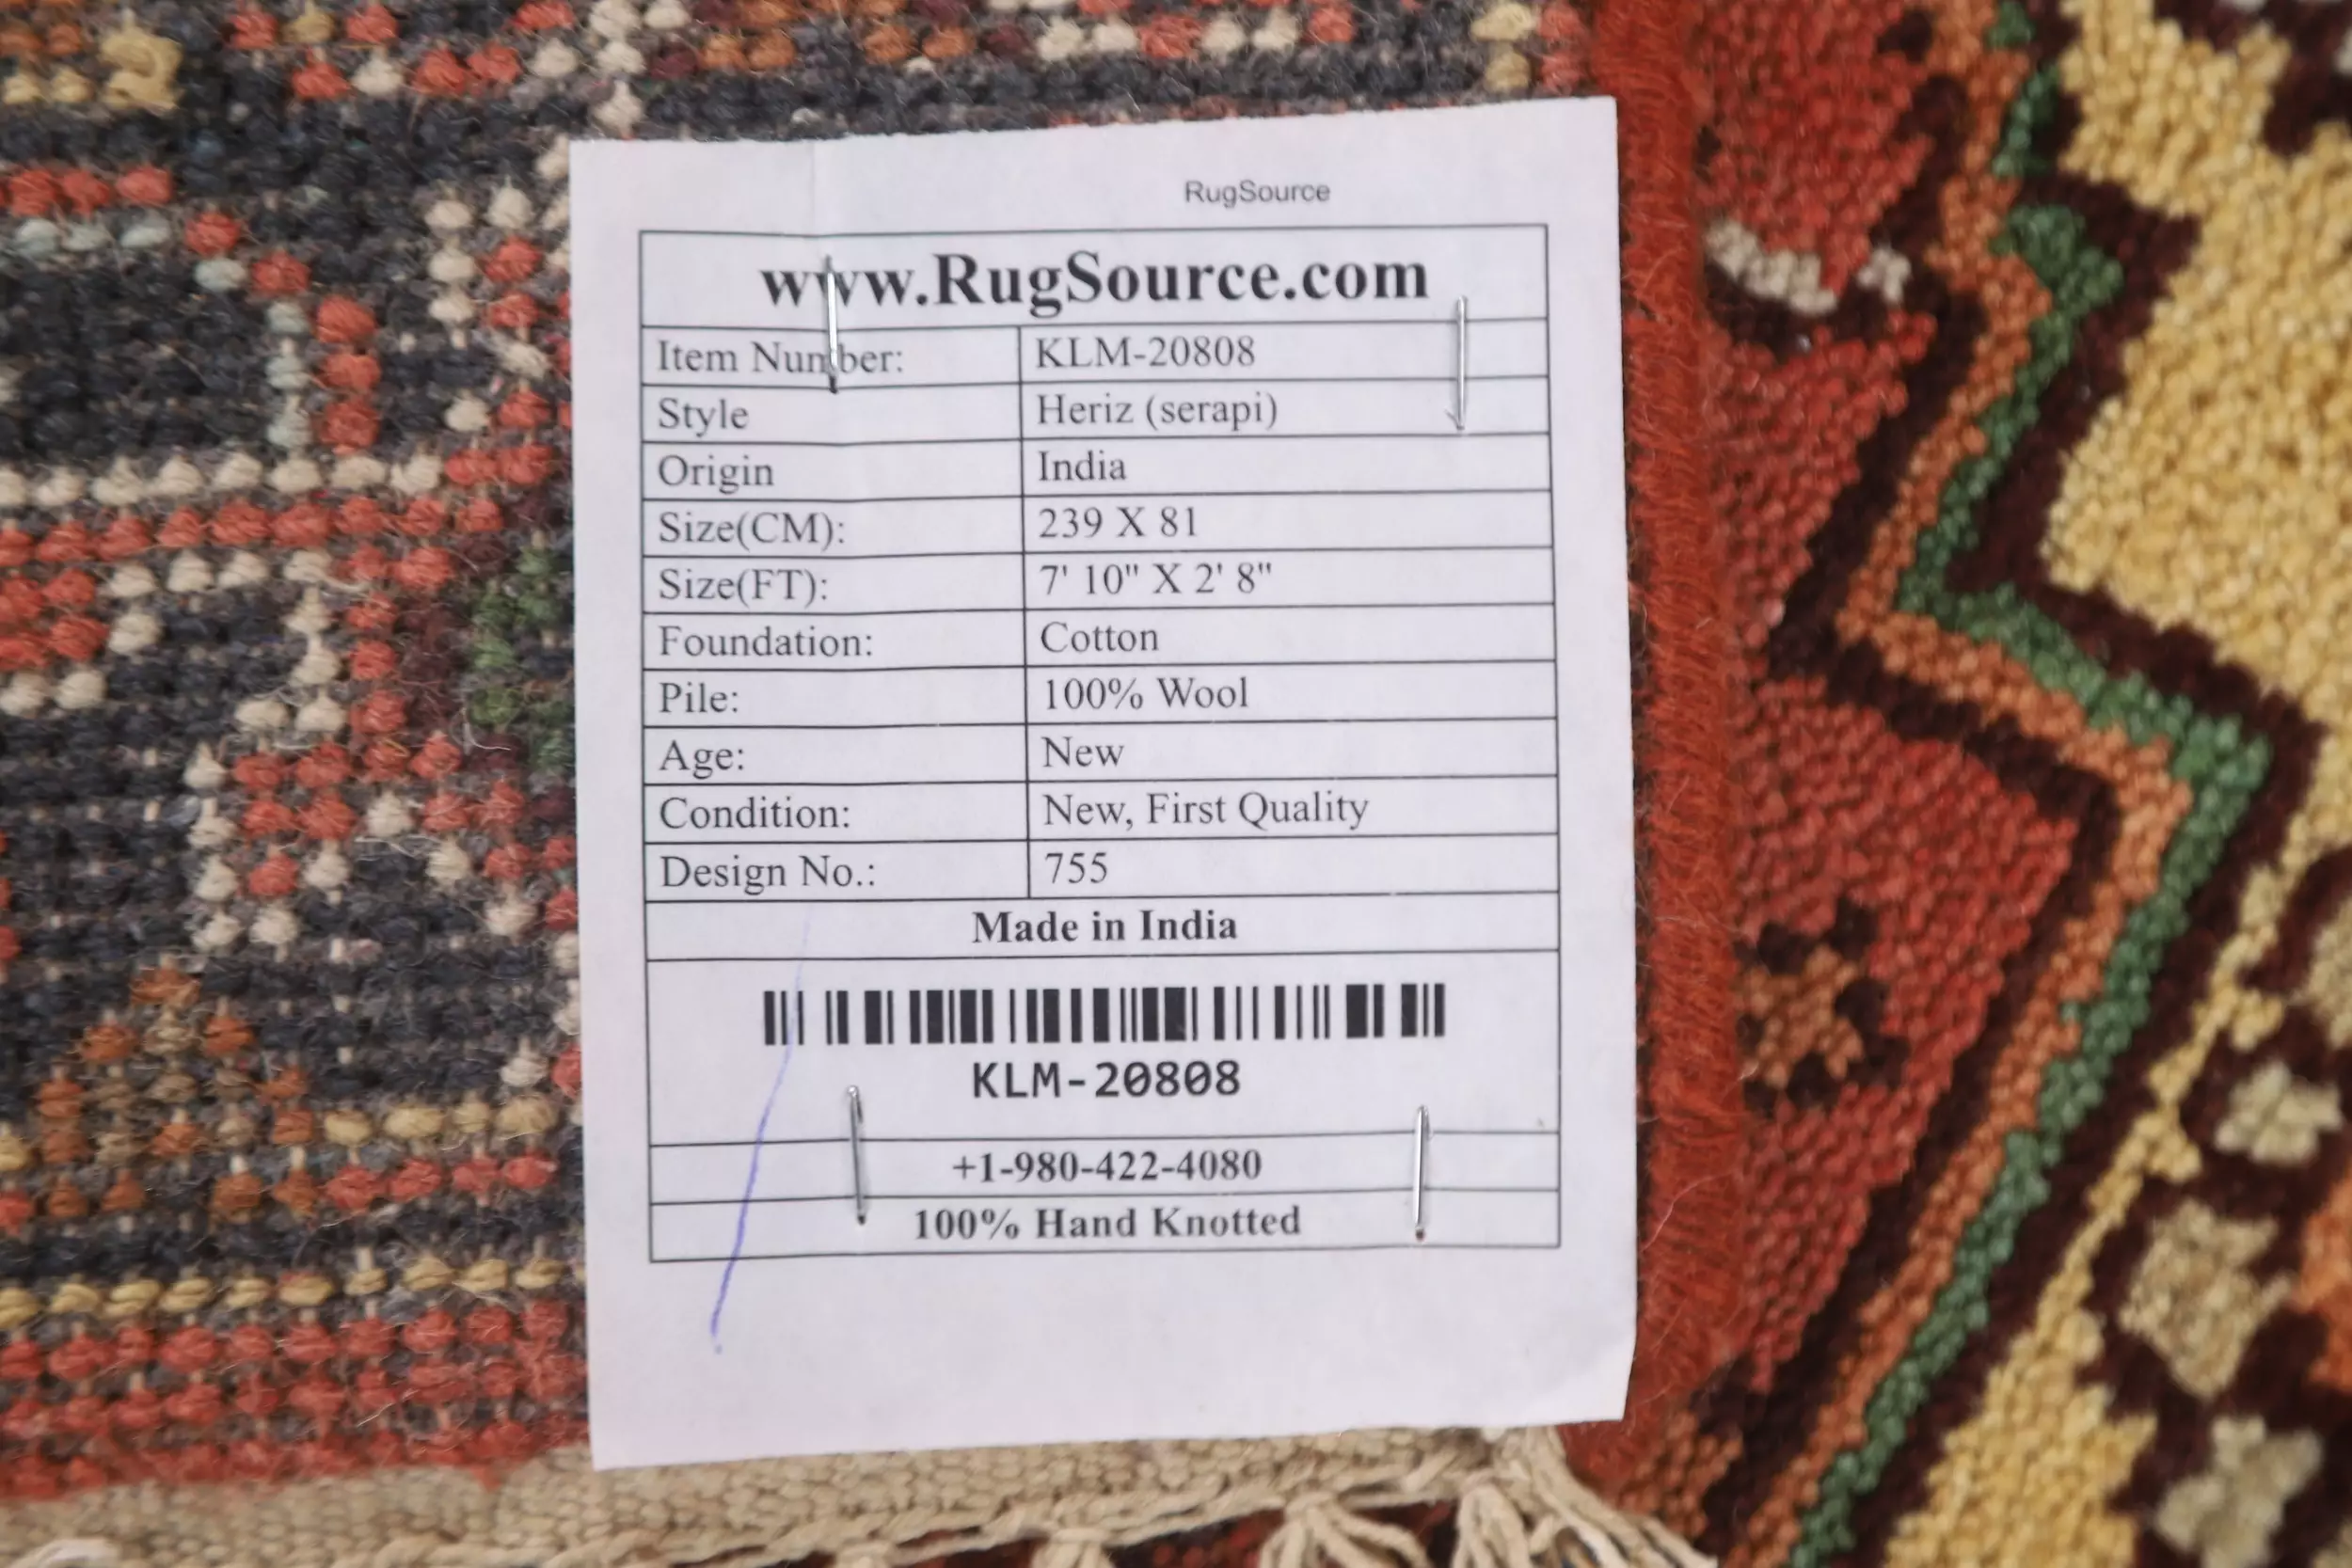 RugSource
www.RugSource.com
Item Number: KLM-20808
Style Heriz (serapi)
Origin India
Size(CM): 239 X 81
Size(FT): 7' 10" X 2' 8"
Foundation: Cotton
Pile: 100% Wool
Age: New
Condition: New, First Quality
Design No.: 755
Made in India
KLM-20808
+1-980-422-4080
100% Hand Knotted